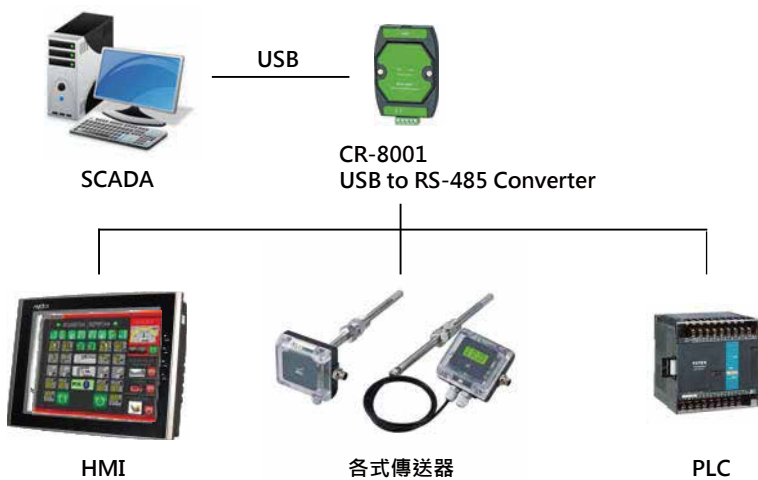 USB
SCADA
CR-8001
USB to RS-485 Converter
HMI
各式傳送器
PLC